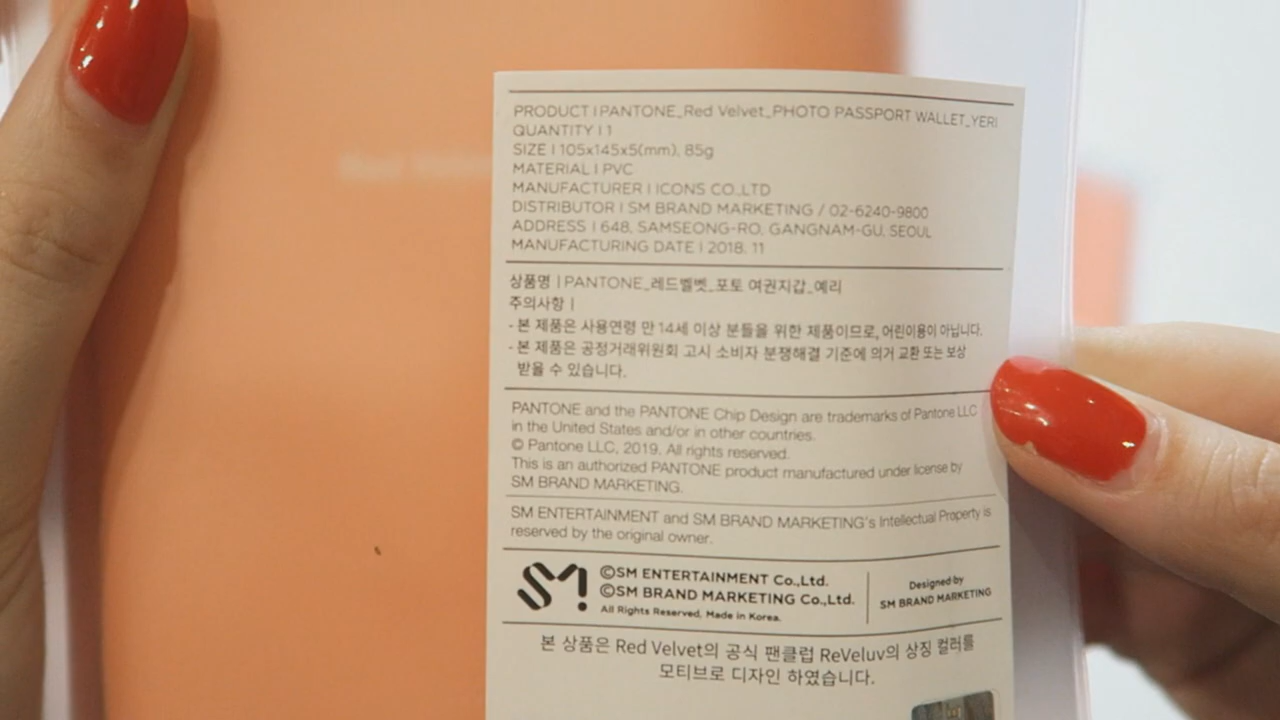 PRODUCT | PANTONE_Red Velvet_PHOTO PASSPORT WALLET_YERI
QUANTITY | 1
SIZE | 105x145x5(mm), 85g
MATERIAL | PVC
MANUFACTURER | ICONS CO.,LTD
DISTRIBUTOR | SM BRAND MARKETING / 02-6240-9800
ADDRESS | 648, SAMSEONG-RO, GANGNAM-GU, SEOUL
MANUFACTURING DATE | 2018. 11
상품명 | PANTONE_레드벨벳_포토 여권지갑_예리
주의사항 |
- 본 제품은 사용연령 만 14세 이상 분들을 위한 제품이므로, 어린이용이 아닙니다.
- 본 제품은 공정거래위원회 고시 소비자 분쟁해결 기준에 의거 교환 또는 보상
받을 수 있습니다.
PANTONE and the PANTONE Chip Design are trademarks of Pantone LLC
in the United States and/or in other countries.
© Pantone LLC, 2019. All rights reserved.
This is an authorized PANTONE product manufactured under license by
SM BRAND MARKETING.
SM ENTERTAINMENT and SM BRAND MARKETING's Intellectual Property is
reserved by the original owner.
SM
©SM ENTERTAINMENT Co.,Ltd.
©SM BRAND MARKETING Co.,Ltd.
All Rights Reserved, Made in Korea.
Designed by
SM BRAND MARKETING
본 상품은 Red Velvet의 공식 팬클럽 ReVeluv의 상징 컬러를
모티브로 디자인 하였습니다.